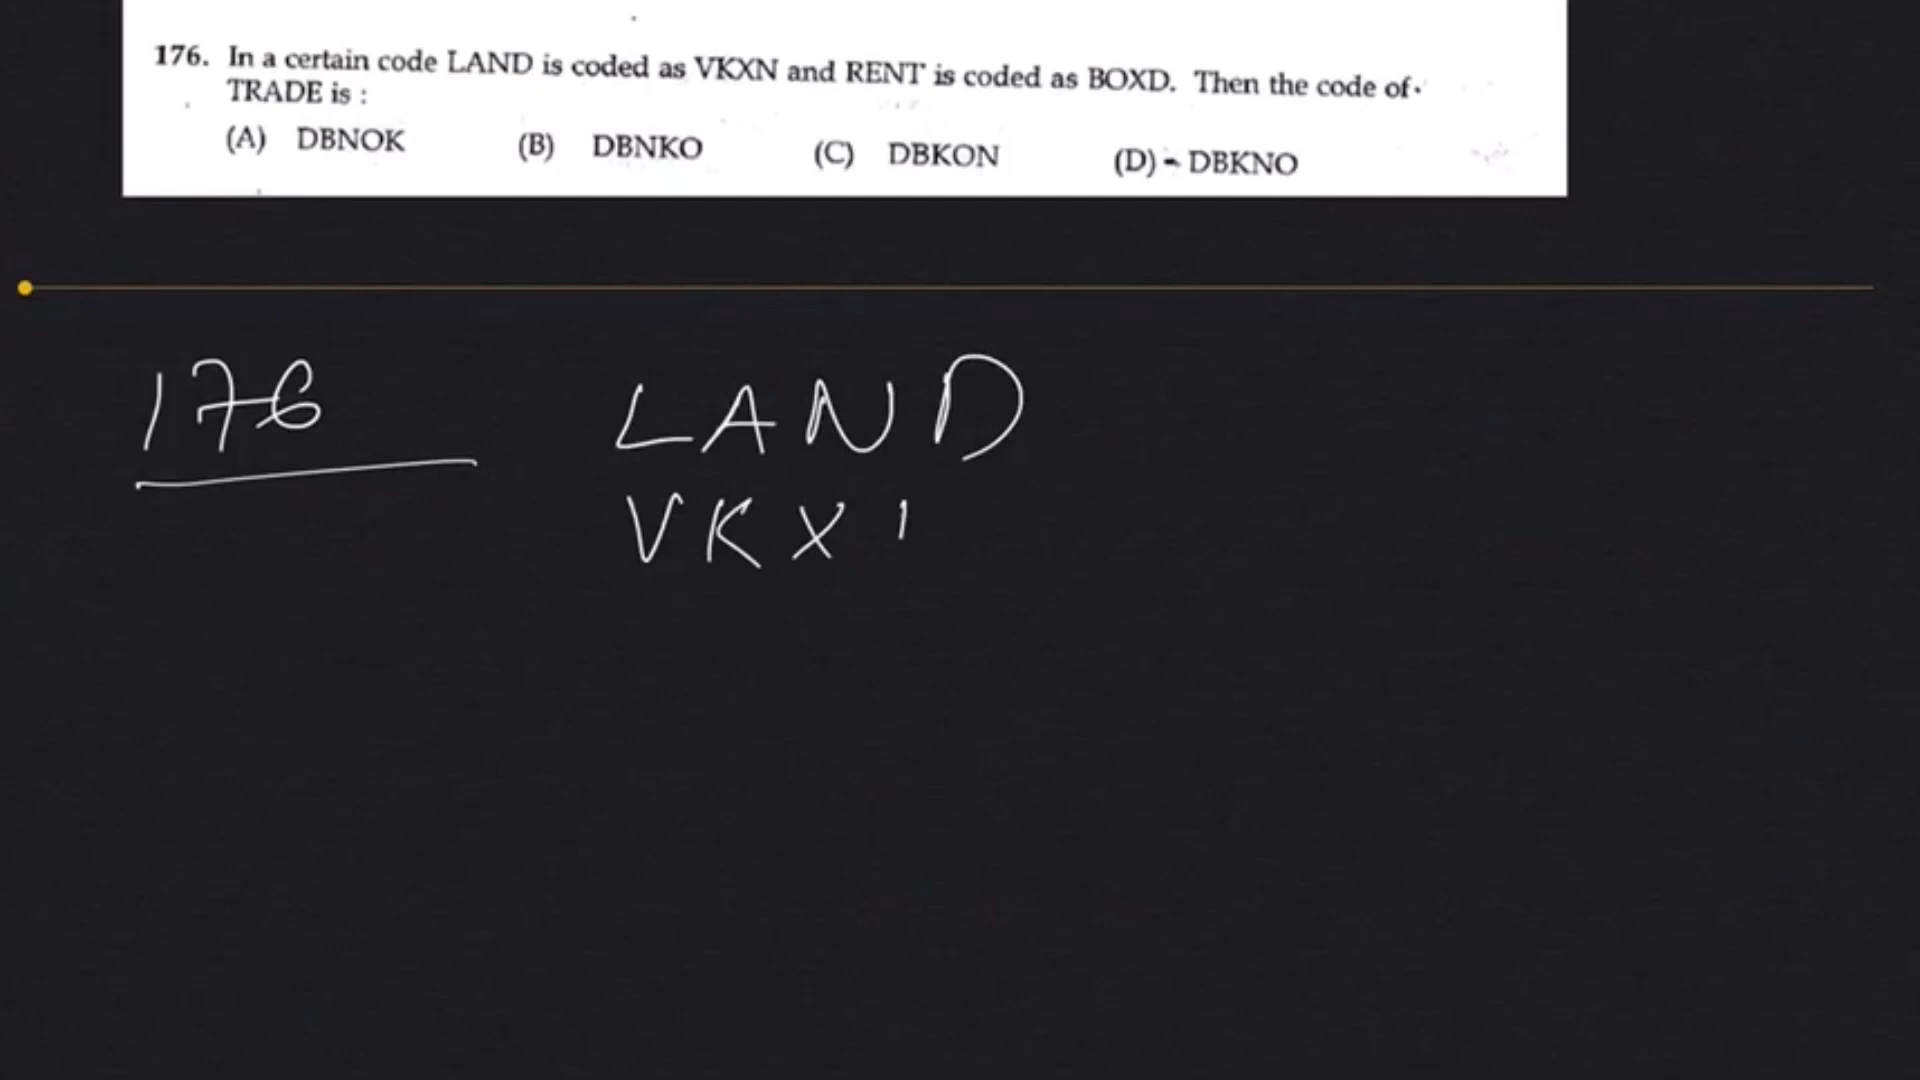 176. In a certain code LAND is coded as VKXN and RENT is coded as BOXD. Then the code of
TRADE is :
(A) DBNOK (B) DBNKO (C) DBKON (D) DBKNO
176 LAND
VKX